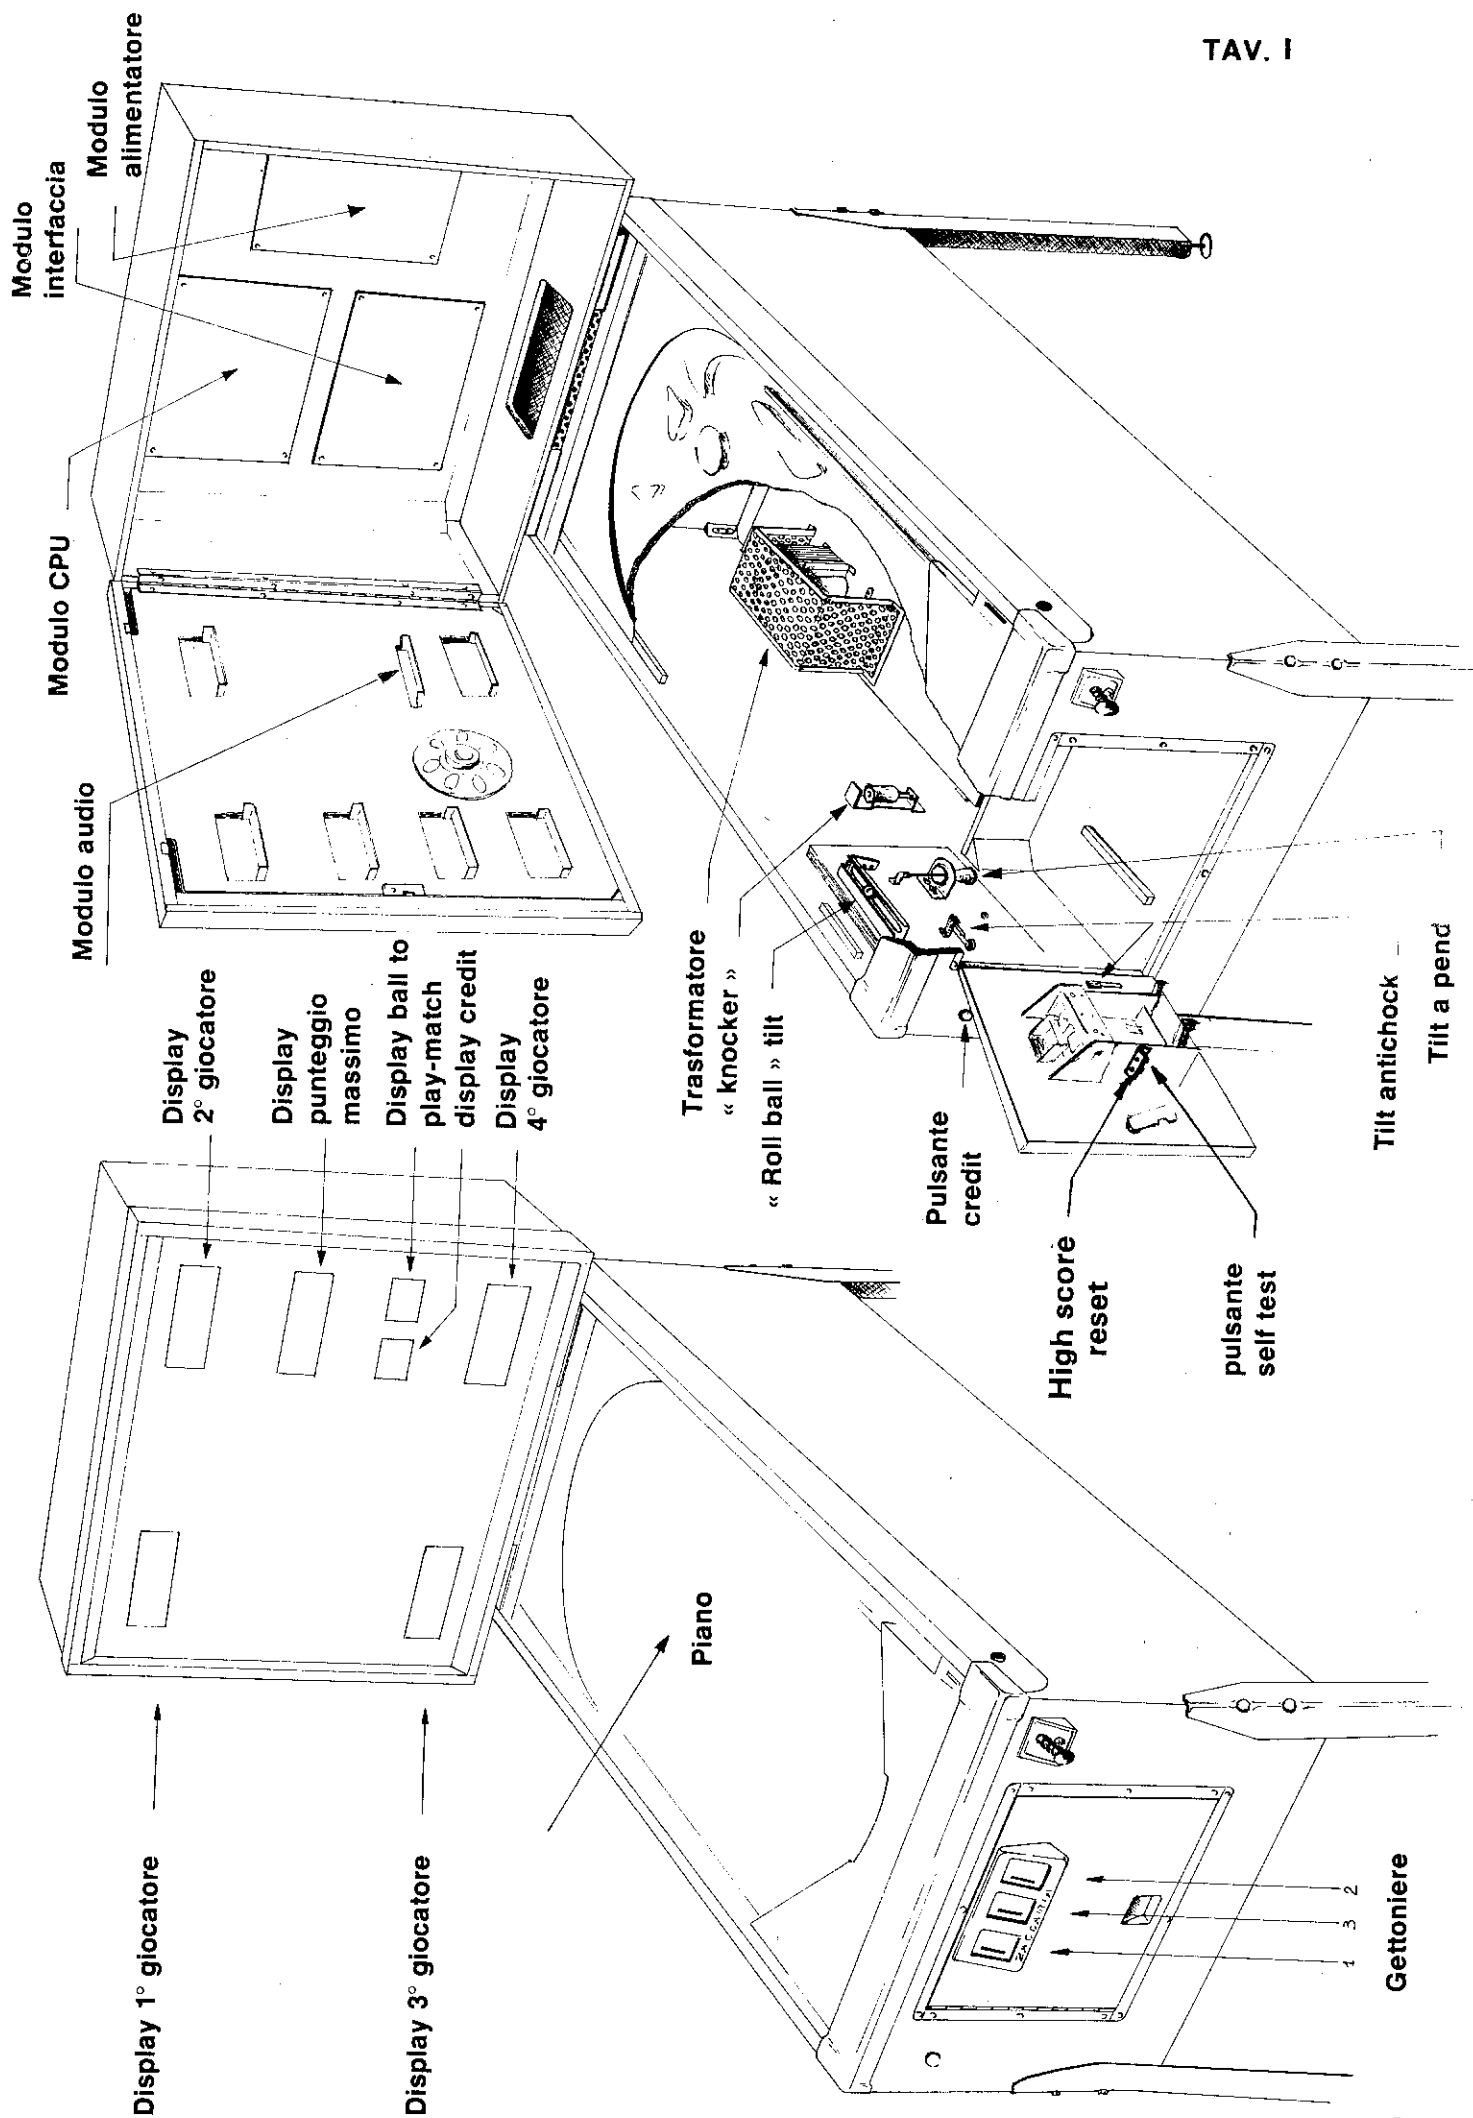 TAV. I
Modulo
interfaccia
Modulo
alimentatore
Modulo CPU
Modulo audio
Display
2° giocatore
Display
punteggio
massimo
Display ball to
play-match
display credit
Display
4° giocatore
Display 1° giocatore
Display 3° giocatore
Piano
Trasformatore
« knocker »
« Roll ball » tilt
Pulsante
credit
High score
reset
pulsante
self test
Tilt antichock
Tilt a pend
ZACCARIA
1
3
2
Gettoniere